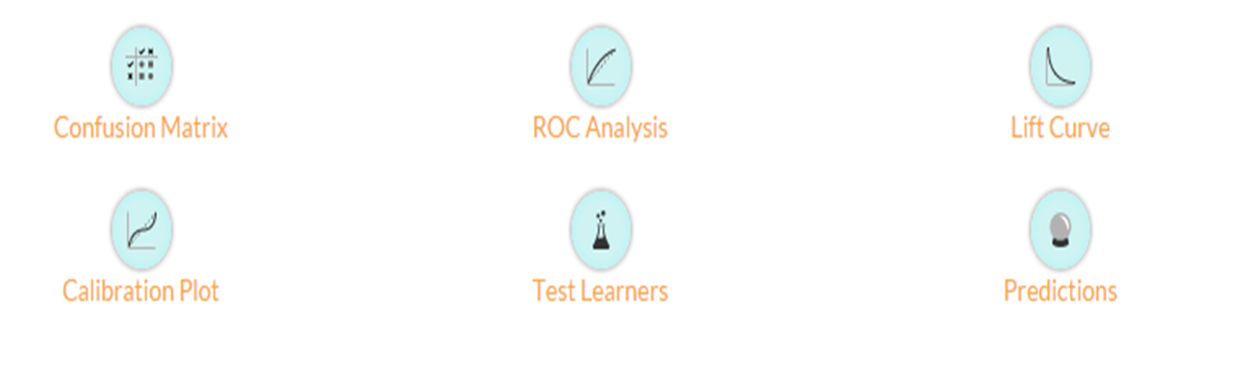 Confusion Matrix
ROC Analysis
Lift Curve
Calibration Plot
Test Learners
Predictions